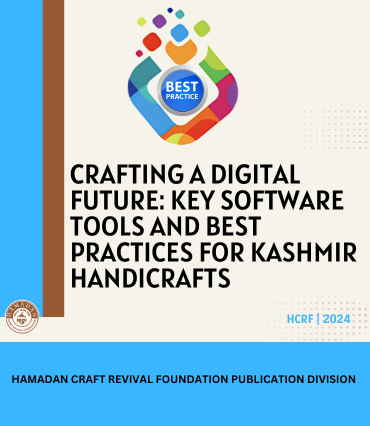 BEST
PRACTICE
CRAFTING A DIGITAL
FUTURE: KEY SOFTWARE
TOOLS AND BEST
PRACTICES FOR KASHMIR
HANDICRAFTS
HAMADAN
HCRF | 2024
HAMADAN CRAFT REVIVAL FOUNDATION PUBLICATION DIVISION